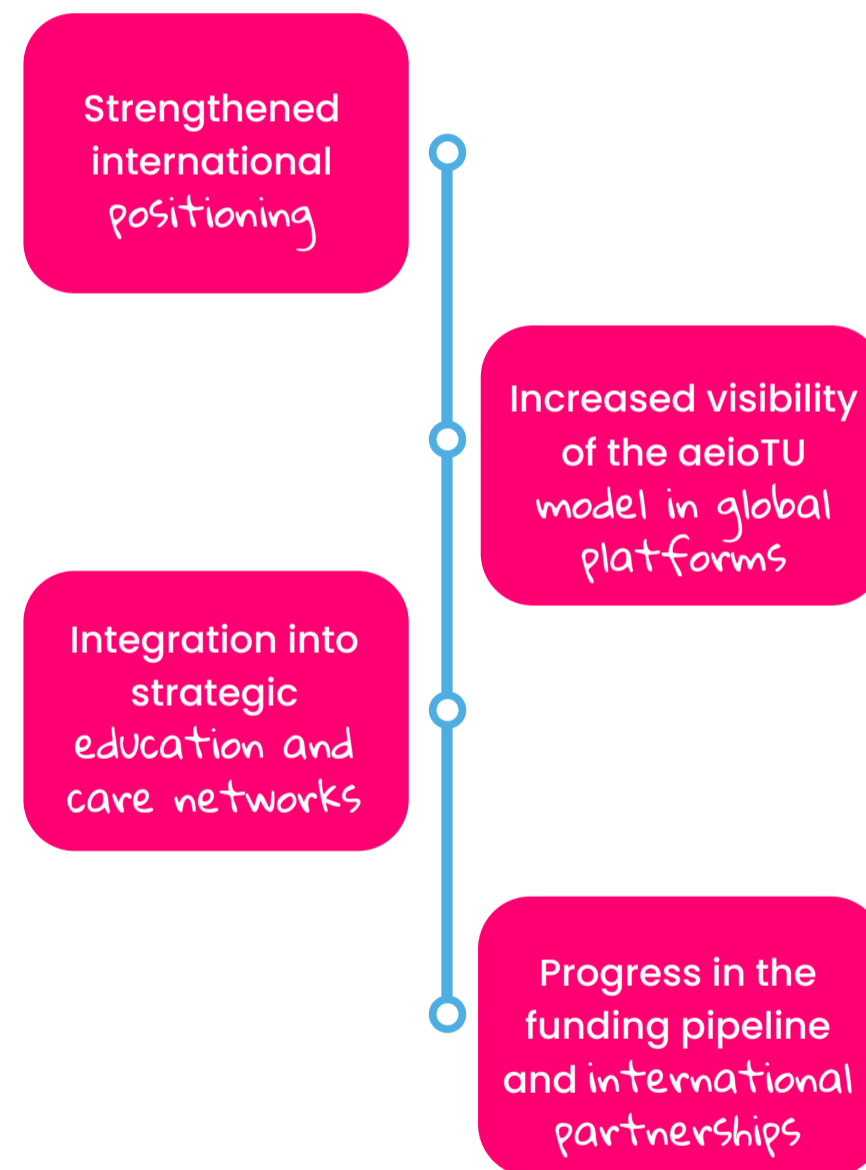 Strengthened
international
positioning
Increased visibility
of the aeioTU
model in global
platforms
Integration into
strategic
education and
care networks
Progress in the
funding pipeline
and international
partnerships